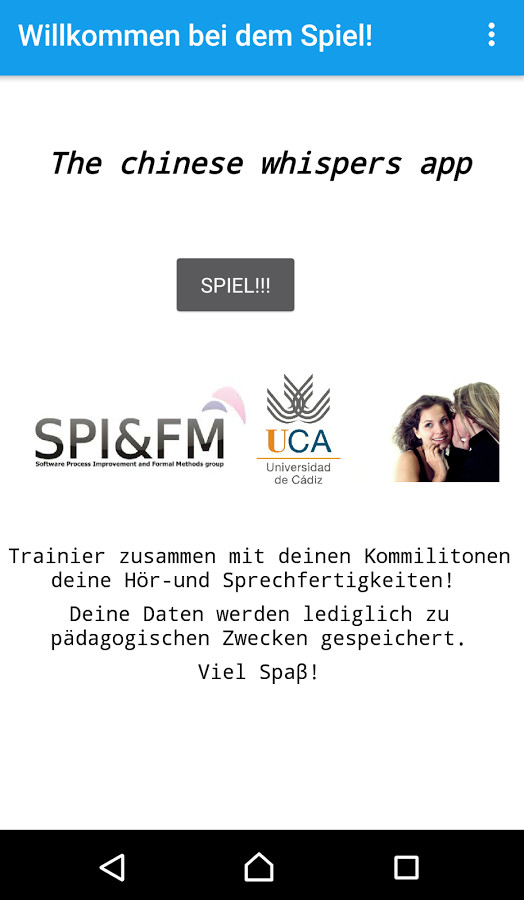 Willkommen bei dem Spiel!
The chinese whispers app
SPIEL!!!
SPI&FM
Software Process Improvement and Formal Methods group
UCA
Universidad
de Cádiz
Trainier zusammen mit deinen Kommilitonen
deine Hör-und Sprechfertigkeiten!
Deine Daten werden lediglich zu
pädagogischen Zwecken gespeichert.
Viel Spaβ!